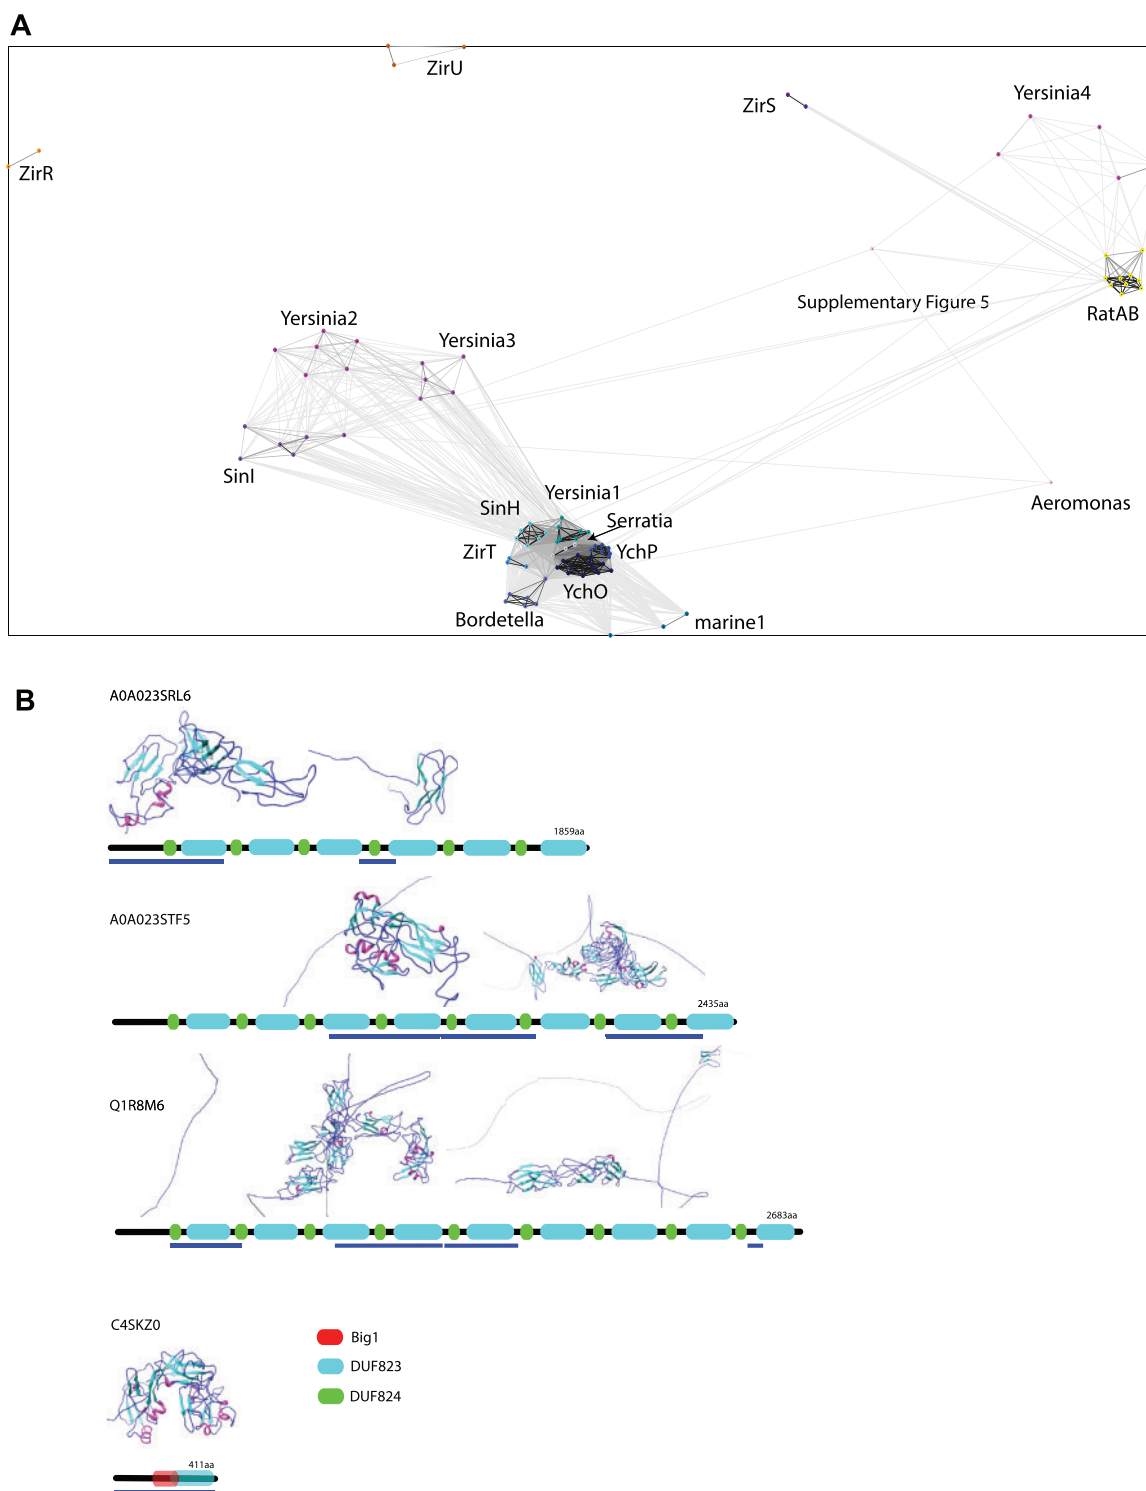 A
ZirU
ZirS
Yersinia4
ZirR
Supplementary Figure 5
RatAB
Yersinia2
Yersinia3
SinI
Aeromonas
Yersinia1
SinH
Serratia
ZirT
YchP
YchO
Bordetella
marine1
B
A0A023SRL6
1859aa
A0A023STF5
2435aa
Q1R8M6
2683aa
C4SKZ0
Big1
DUF823
DUF824
411aa